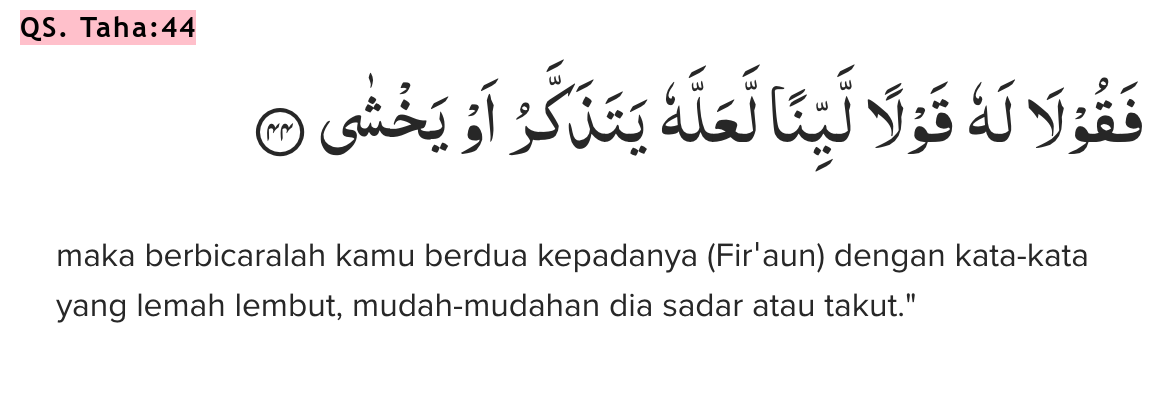 QS. Taha:44
فَقُوْلَا لَهٗ قَوْلًا لَّيِّنًا لَّعَلَّهٗ يَتَذَكَّرُ اَوْ يَخْشٰى ۝٤٤
maka berbicaralah kamu berdua kepadanya (Fir'aun) dengan kata-kata
yang lemah lembut, mudah-mudahan dia sadar atau takut."